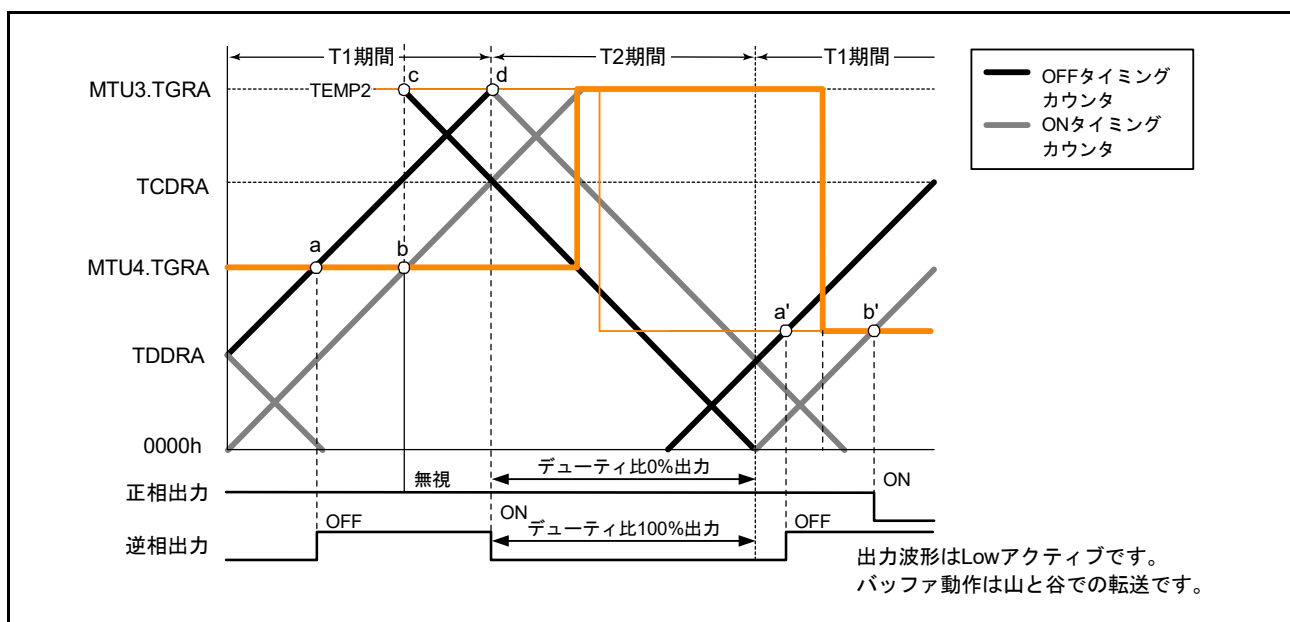 T1期間
T2期間
T1期間
OFFタイミング
カウンタ
ONタイミング
カウンタ
MTU3.TGRA
TEMP2
c
d
TCDRA
MTU4.TGRA
a
b
a'
b'
TDDRA
0000h
デューティ比0%出力
正相出力
無視
ON
逆相出力
OFF
ON
デューティ比100%出力
OFF
出力波形はLowアクティブです。
バッファ動作は山と谷での転送です。